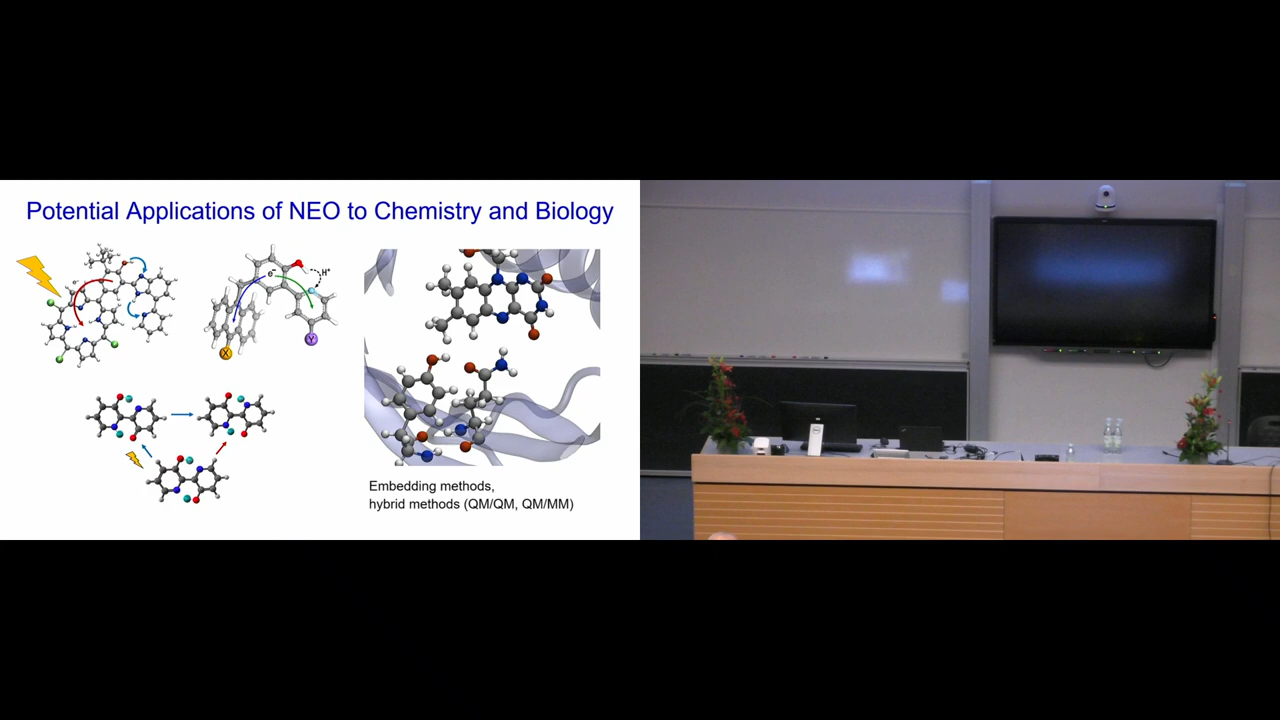 Potential Applications of NEO to Chemistry and Biology
e⁻
e⁻
H⁺
X
Y
Embedding methods,
hybrid methods (QM/QM, QM/MM)